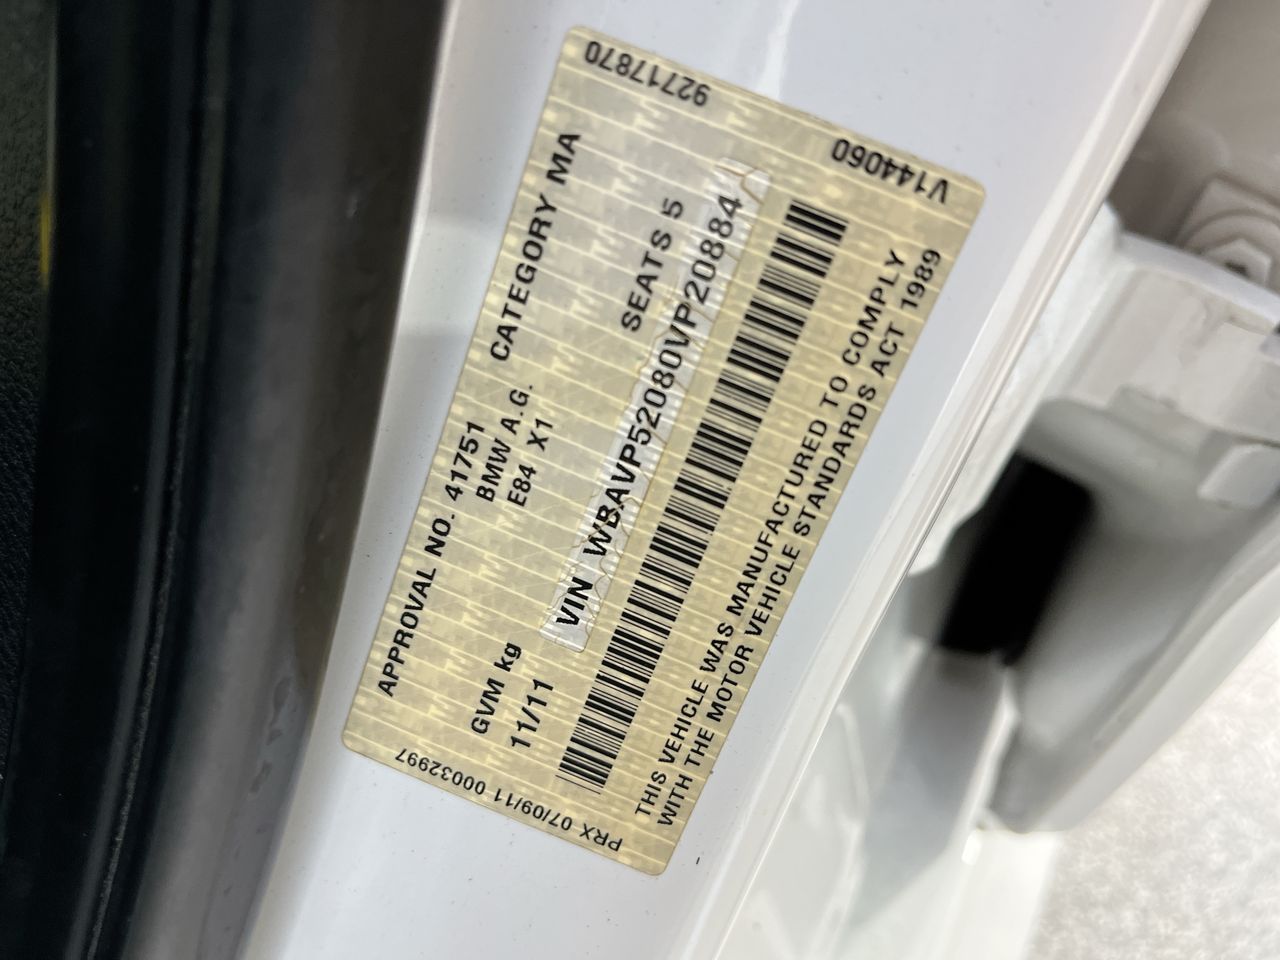 APPROVAL NO. 41751 CATEGORY MA
BMW A.G.
E84 X1
GVM kg SEATS 5
11/11
VIN WBAVP52080VP20884
THIS VEHICLE WAS MANUFACTURED TO COMPLY
WITH THE MOTOR VEHICLE STANDARDS ACT 1989
92717870
V144060
PRX 07/09/11 00032997